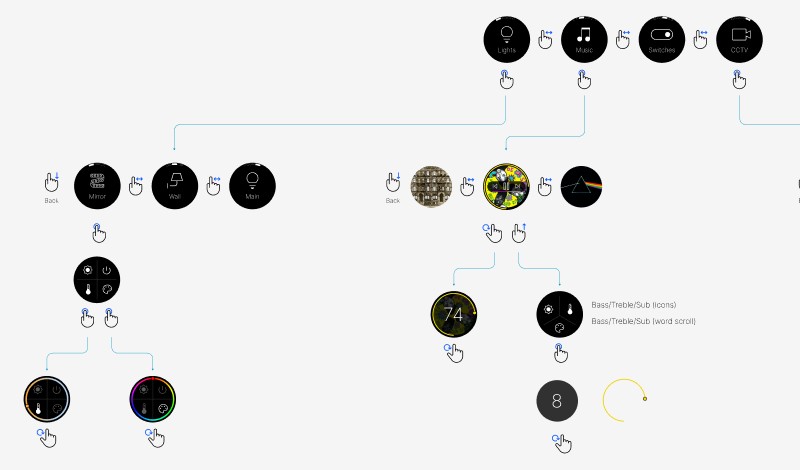 Lights
Music
Switches
CCTV
Back
Mirror
Wall
Main
Back
74
Bass/Treble/Sub (icons)
Bass/Treble/Sub (word scroll)
8